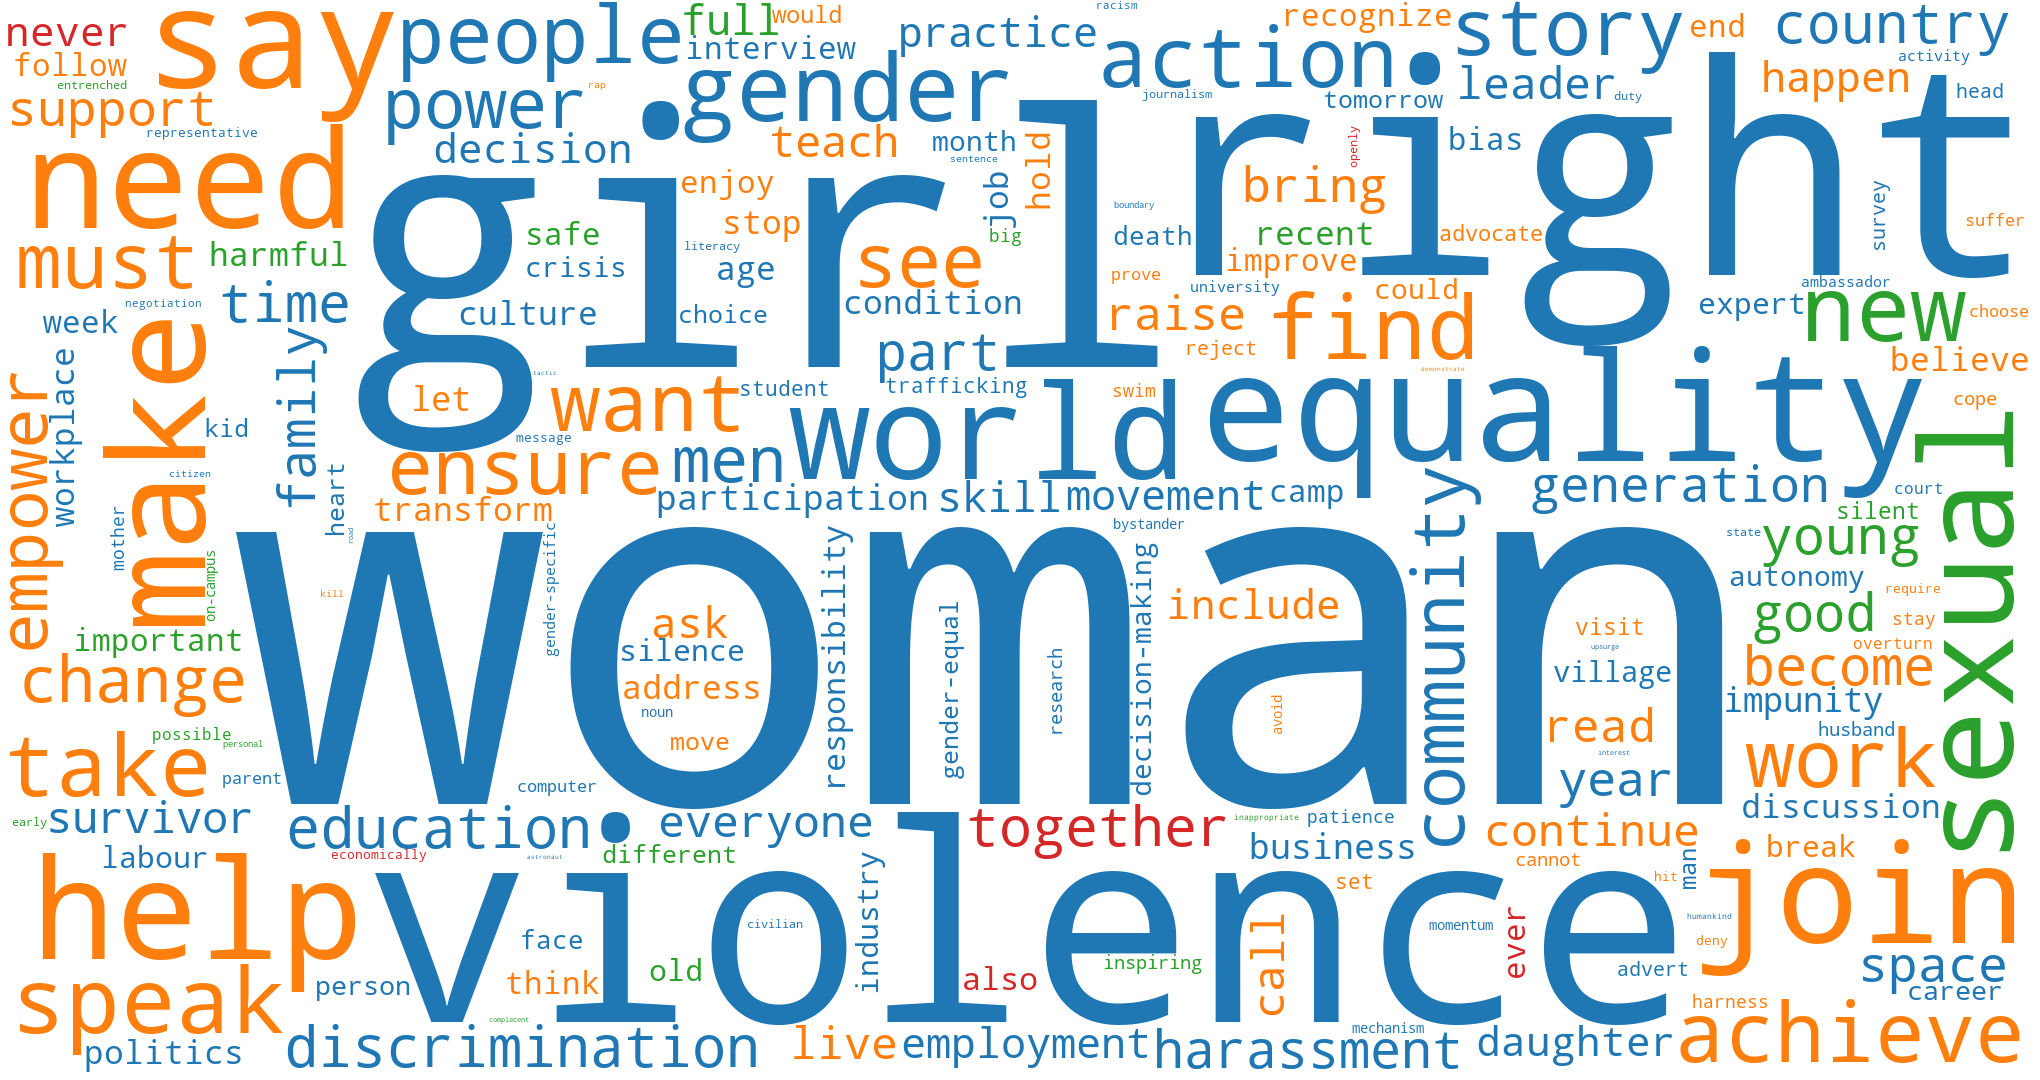 never
say
people
full
would
racism
recognize
story
end
country
follow
interview
practice
action
activity
entrenched
rap
gender
leader
happen
support
power
journalism
tomorrow
duty
head
representative
decision
teach
month
hold
openly
bias
right
need
girl
sentence
enjoy
job
bring
survey
must
harmful
safe
stop
literacy
see
big
boundary
death
recent
advocate
suffer
crisis
age
prove
improve
negotiation
time
culture
choice
condition
university
could
ambassador
week
make
raise
find
expert
new
choose
reject
family
part
believe
workplace
let
tactic
want
student
trafficking
swim
demonstrate
world
equality
cope
empower
kid
message
men
citizen
heart
ensure
generation
sexual
mother
transform
participation
skill
movement
camp
community
court
silent
road
bystander
state
young
on-campus
gender-specific
woman
responsibility
decision-making
autonomy
kill
ask
gender-equal
include
visit
require
good
stay
important
silence
research
upsurge
overturn
change
address
avoid
village
become
noun
impunity
possible
personal
move
read
husband
take
interest
work
parent
computer
year
early
survivor
education
everyone
together
inappropriate
patience
discussion
labour
economically
astronaut
different
business
continue
help
violence
industry
cannot
man
break
join
set
hit
face
civilian
call
momentum
ever
humankind
deny
speak
person
think
old
also
inspiring
advert
space
career
harness
complacent
mechanism
politics
discrimination
live
employment
harassment
daughter
achieve